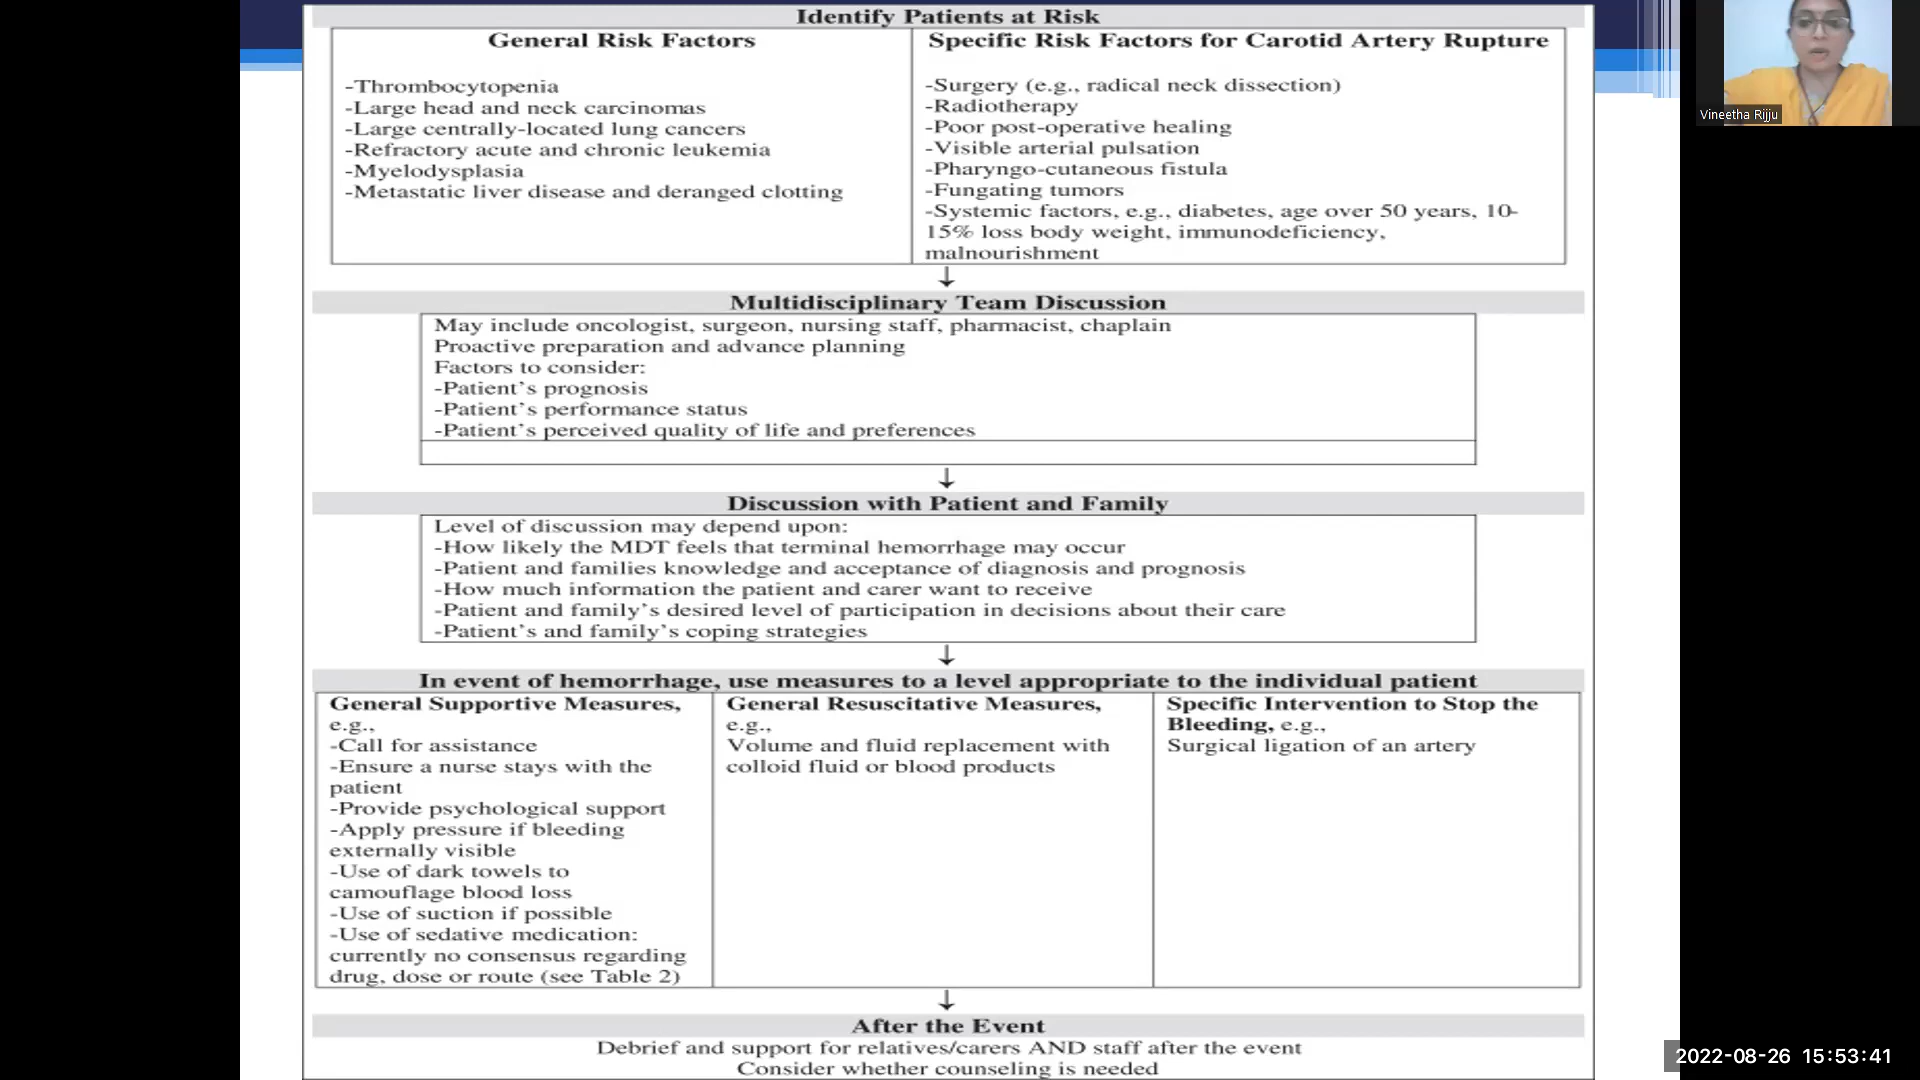 Identify Patients at Risk
General Risk Factors
-Thrombocytopenia
-Large head and neck carcinomas
-Large centrally-located lung cancers
-Refractory acute and chronic leukemia
-Myelodysplasia
-Metastatic liver disease and deranged clotting
Specific Risk Factors for Carotid Artery Rupture
-Surgery (e.g., radical neck dissection)
-Radiotherapy
-Poor post-operative healing
-Visible arterial pulsation
-Pharyngo-cutaneous fistula
-Fungating tumors
-Systemic factors, e.g., diabetes, age over 50 years, 10-
15% loss body weight, immunodeficiency,
malnourishment
Multidisciplinary Team Discussion
May include oncologist, surgeon, nursing staff, pharmacist, chaplain
Proactive preparation and advance planning
Factors to consider:
-Patient's prognosis
-Patient's performance status
-Patient's perceived quality of life and preferences
Discussion with Patient and Family
Level of discussion may depend upon:
-How likely the MDT feels that terminal hemorrhage may occur
-Patient and families knowledge and acceptance of diagnosis and prognosis
-How much information the patient and carer want to receive
-Patient and family's desired level of participation in decisions about their care
-Patient's and family's coping strategies
In event of hemorrhage, use measures to a level appropriate to the individual patient
General Supportive Measures,
e.g.,
-Call for assistance
-Ensure a nurse stays with the
patient
-Provide psychological support
-Apply pressure if bleeding
externally visible
-Use of dark towels to
camouflage blood loss
-Use of suction if possible
-Use of sedative medication:
currently no consensus regarding
drug, dose or route (see Table 2)
General Resuscitative Measures,
e.g.,
Volume and fluid replacement with
colloid fluid or blood products
Specific Intervention to Stop the
Bleeding, e.g.,
Surgical ligation of an artery
After the Event
Debrief and support for relatives/carers AND staff after the event
Consider whether counseling is needed
Vineetha Rijju
2022-08-26 15:53:41